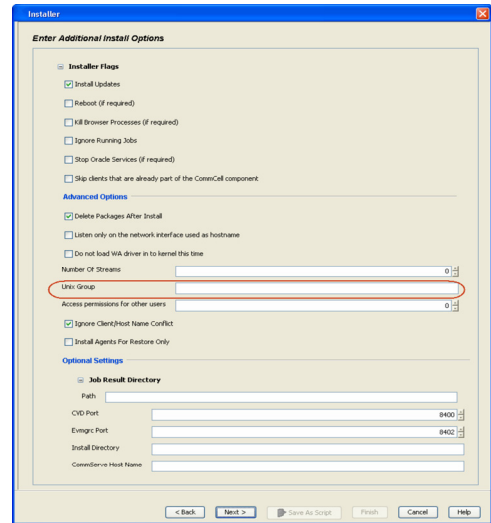 Installer
Enter Additional Install Options
Installer Flags
Install Updates
Reboot (if required)
Kill Browser Processes (if required)
Ignore Running Jobs
Stop Oracle Services (if required)
Skip clients that are already part of the CommCell component
Advanced Options
Delete Packages After Install
Listen only on the network interface used as hostname
Do not load WA driver in to kernel this time
Number Of Streams 0
Unix Group
Access permissions for other users 0
Ignore Client/Host Name Conflict
Install Agents For Restore Only
Optional Settings
Job Result Directory
Path
CVD Port 8400
Evmgrc Port 8402
Install Directory
CommServe Host Name
< Back Next > Save As Script Finish Cancel Help